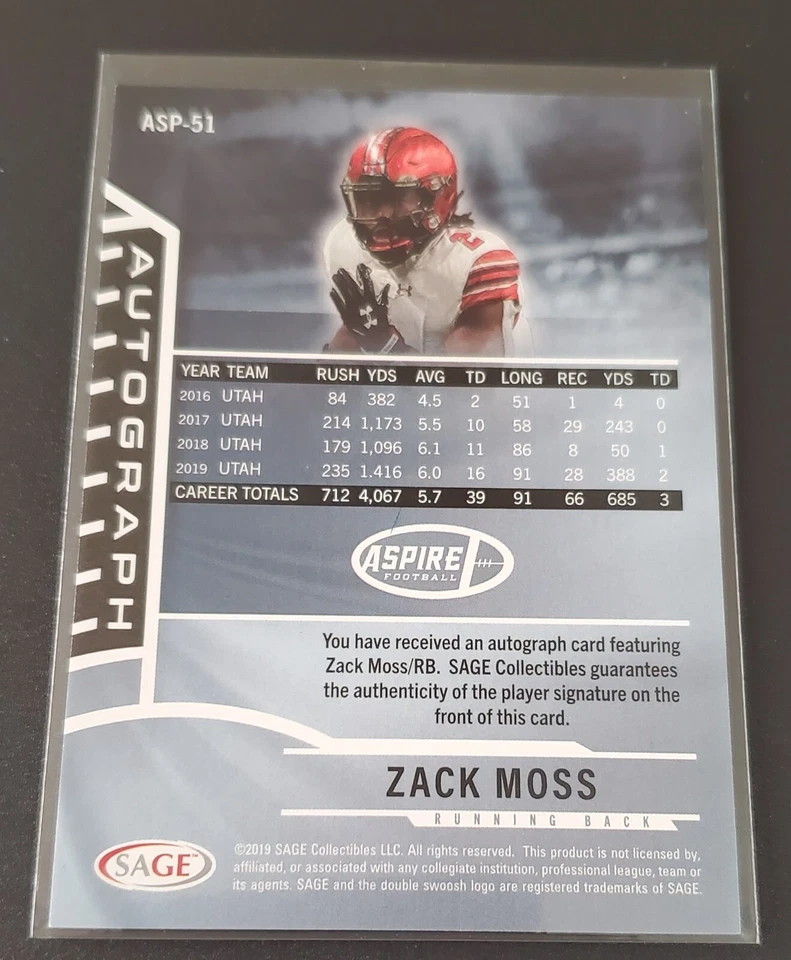 ASP-51
2
AUTOGRAPH
YEAR TEAM RUSH YDS AVG TD LONG REC YDS TD
2016 UTAH 84 382 4.5 2 51 1 4 0
2017 UTAH 214 1,173 5.5 10 58 29 243 0
2018 UTAH 179 1,096 6.1 11 86 8 50 1
2019 UTAH 235 1.416 6.0 16 91 28 388 2
CAREER TOTALS 712 4,067 5.7 39 91 66 685 3
ASPIRE
FOOTBALL
You have received an autograph card featuring
Zack Moss/RB. SAGE Collectibles guarantees
the authenticity of the player signature on the
front of this card.
ZACK MOSS
RUNNING BACK
SAGE™
©2019 SAGE Collectibles LLC. All rights reserved. This product is not licensed by,
affiliated, or associated with any collegiate institution, professional league, team or
its agents. SAGE and the double swoosh logo are registered trademarks of SAGE.